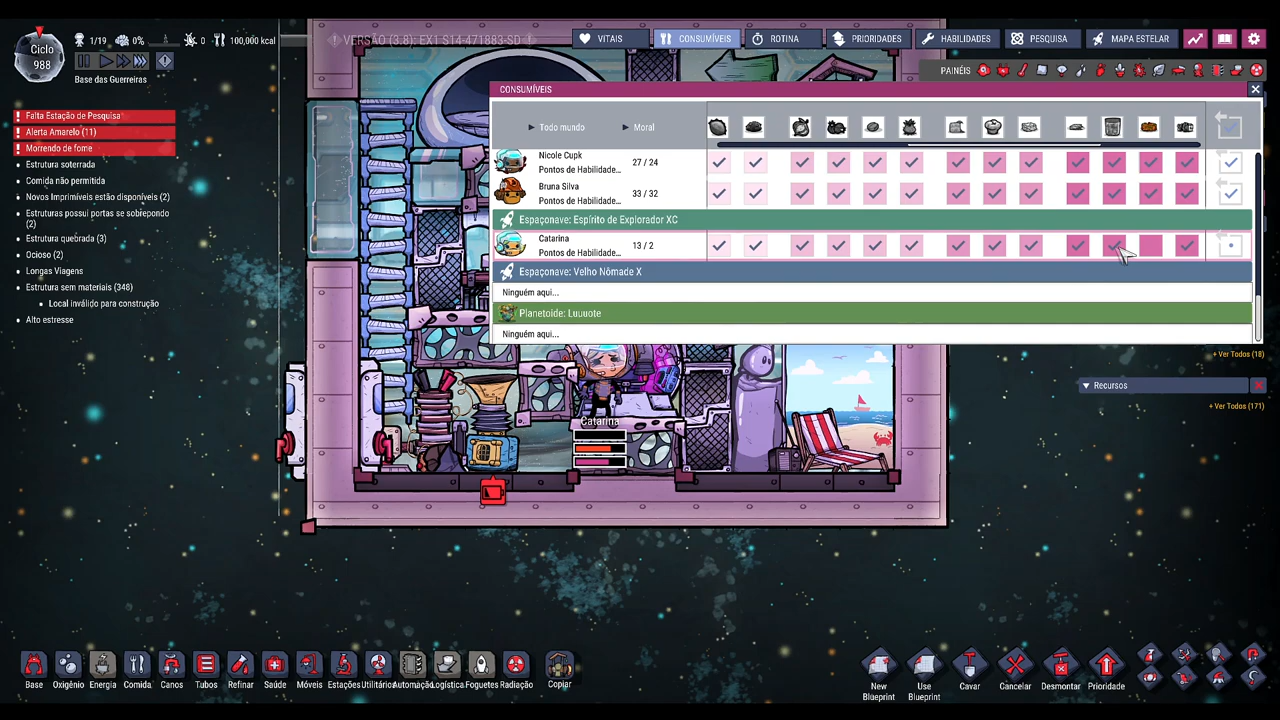 Ciclo
988
1/19
0%
0
100,000 kcal
Base das Guerreiras
VERSÃO (3.8): EX1 S14-471883-SD
VITAIS
CONSUMÍVEIS
ROTINA
PRIORIDADES
HABILIDADES
PESQUISA
MAPA ESTELAR
PAINÉIS
CONSUMÍVEIS
Todo mundo
Moral
Falta Estação de Pesquisa
Alerta Amarelo (11)
Morrendo de fome
Estrutura soterrada
Comida não permitida
Novos Imprimíveis estão disponíveis (2)
Estruturas possui portas se sobrepondo
(2)
Estrutura quebrada (3)
Ocioso (2)
Longas Viagens
Estrutura sem materiais (348)
Local inválido para construção
Alto estresse
Nicole Cupk
Pontos de Habilidade...
27 / 24
Bruna Silva
Pontos de Habilidade...
33 / 32
Espaçonave: Espírito de Explorador XC
Catarina
Pontos de Habilidade...
13 / 2
Espaçonave: Velho Nômade X
Ninguém aqui...
Planetoide: Luuuote
Ninguém aqui...
+ Ver Todos (18)
Recursos
+ Ver Todos (171)
Catarina
Base
Oxigênio
Energia
Comida
Canos
Tubos
Refinar
Saúde
Móveis
Estações
Utilitários
Automação
Logística
Foguetes
Radiação
Copiar
New
Blueprint
Use
Blueprint
Cavar
Cancelar
Desmontar
Prioridade